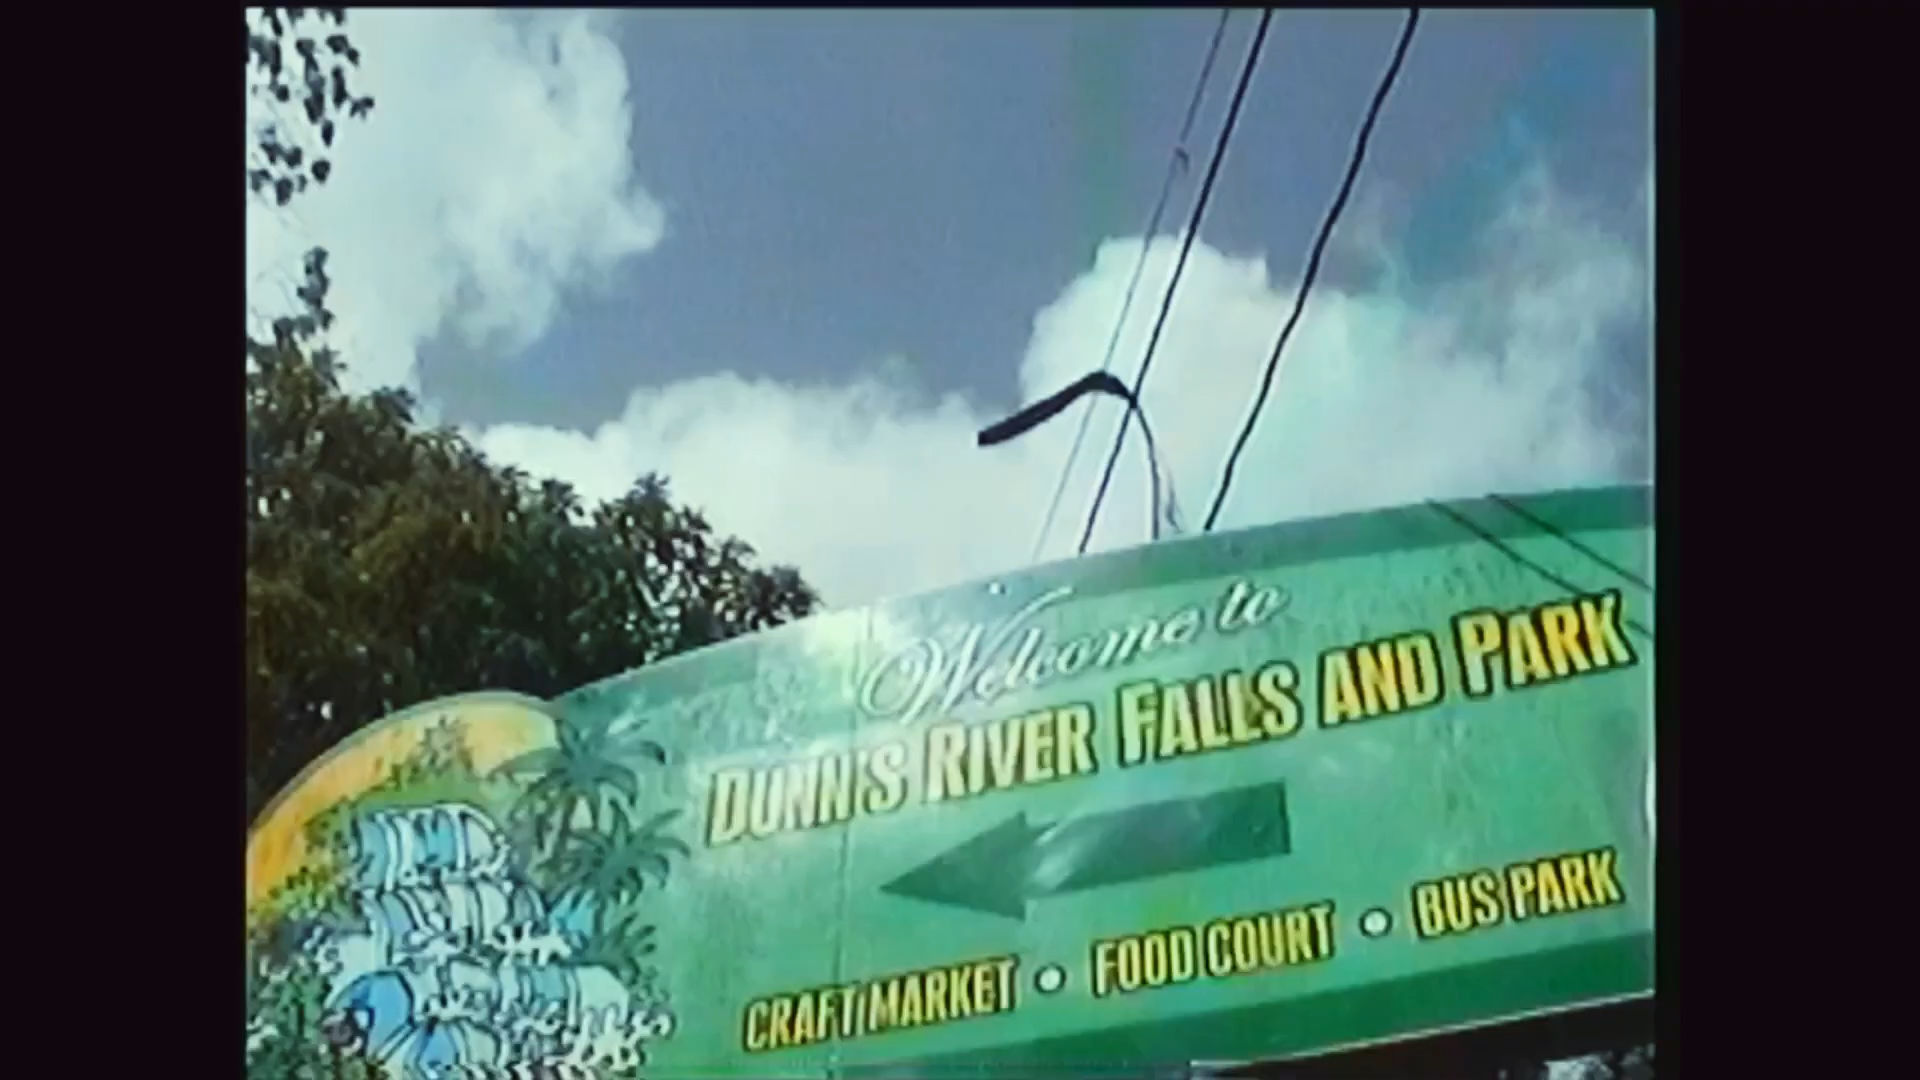 Welcome to
DUNN'S RIVER FALLS AND PARK
CRAFT MARKET • FOOD COURT • BUS PARK